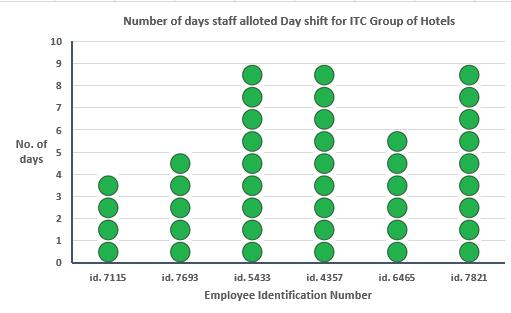 Number of days staff alloted Day shift for ITC Group of Hotels
10
9
8
7
6
5
4
3
2
1
0
No. of
days
id. 7115 id. 7693 id. 5433 id. 4357 id. 6465 id. 7821
Employee Identification Number